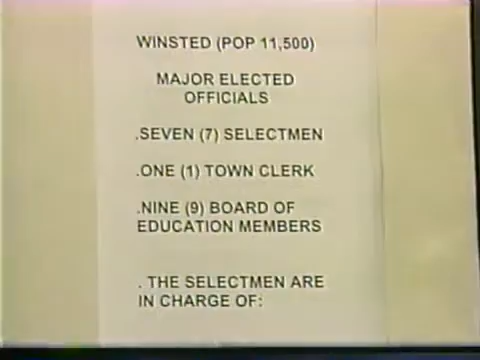 WINSTED (POP 11,500)
MAJOR ELECTED
OFFICIALS
.SEVEN (7) SELECTMEN
.ONE (1) TOWN CLERK
.NINE (9) BOARD OF
EDUCATION MEMBERS
. THE SELECTMEN ARE
IN CHARGE OF: